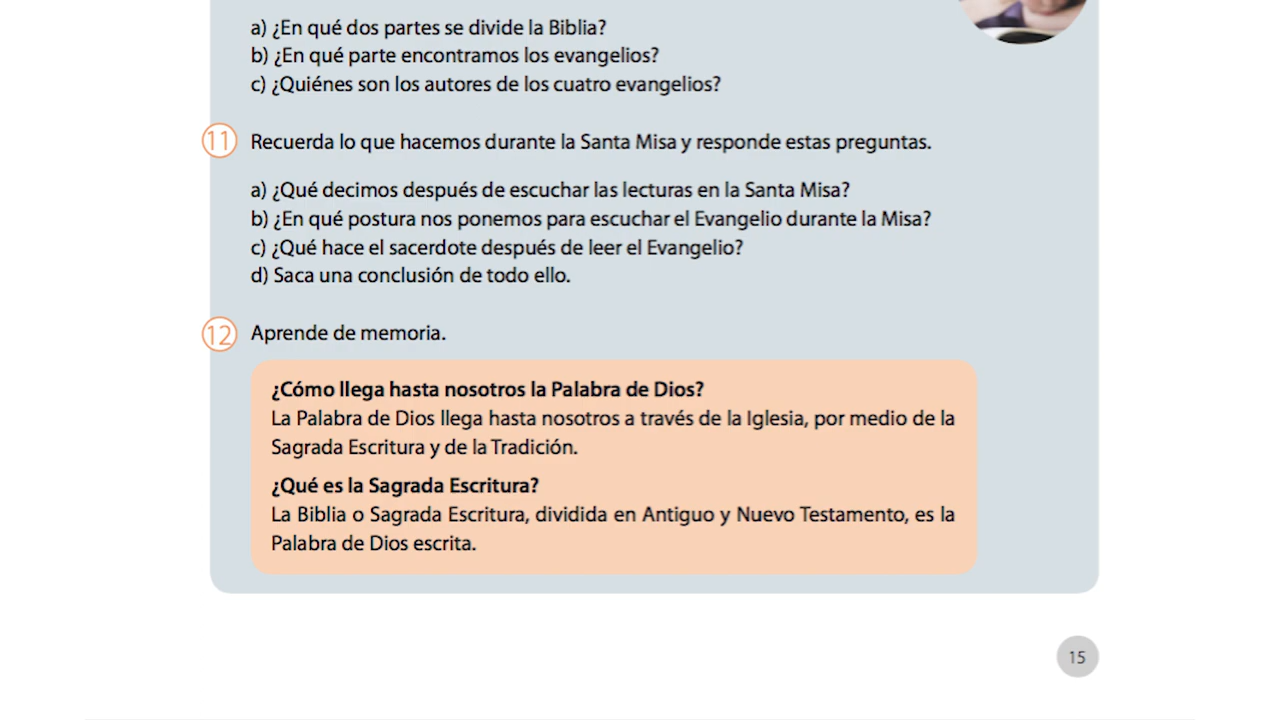 a) ¿En qué dos partes se divide la Biblia?
b) ¿En qué parte encontramos los evangelios?
c) ¿Quiénes son los autores de los cuatro evangelios?
11 Recuerda lo que hacemos durante la Santa Misa y responde estas preguntas.
a) ¿Qué decimos después de escuchar las lecturas en la Santa Misa?
b) ¿En qué postura nos ponemos para escuchar el Evangelio durante la Misa?
c) ¿Qué hace el sacerdote después de leer el Evangelio?
d) Saca una conclusión de todo ello.
12 Aprende de memoria.
¿Cómo llega hasta nosotros la Palabra de Dios?
La Palabra de Dios llega hasta nosotros a través de la Iglesia, por medio de la
Sagrada Escritura y de la Tradición.
¿Qué es la Sagrada Escritura?
La Biblia o Sagrada Escritura, dividida en Antiguo y Nuevo Testamento, es la
Palabra de Dios escrita.
15